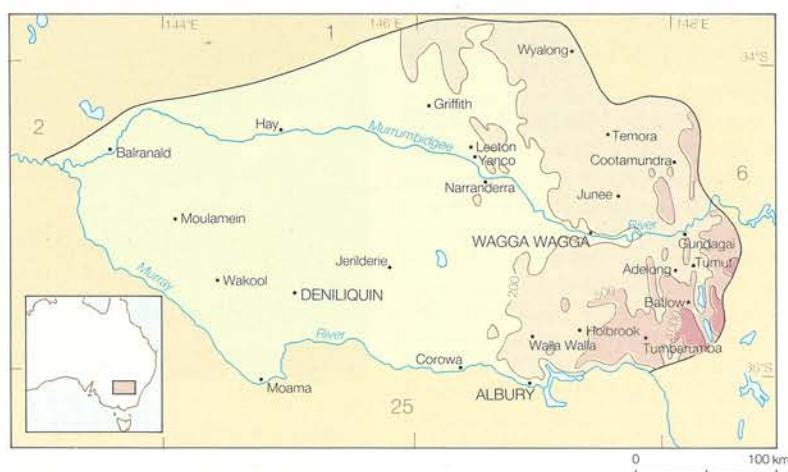 144°E
146°E
148°E
1
Wyalong
34°S
Griffith
2
Hay
Murrumbidgee
Temora
Leeton
Balranald
Yanco
Cootamundra
6
Narranderra
Junee
Moulamein
River
WAGGA WAGGA
Gundagai
Jerilderie
Adelong
Tumut
Murray
Wakool
200
500
DENILIQUIN
Batlow
1000
River
Holbrook
Walla Walla
Tumbarumba
Corowa
36°S
Moama
ALBURY
25
0
100 km